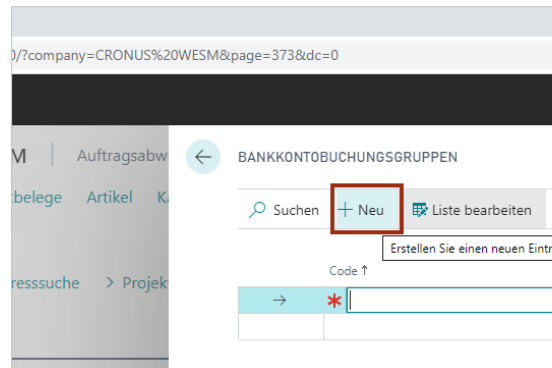 )/?company=CRONUS%20WESM&page=373&dc=0
M Auftragsabw
BANKKONTOBUCHUNGSGRUPPEN
belege Artikel Ka
Suchen
Neu
Liste bearbeiten
Erstellen Sie einen neuen Eintr
Code
resssuche > Projek